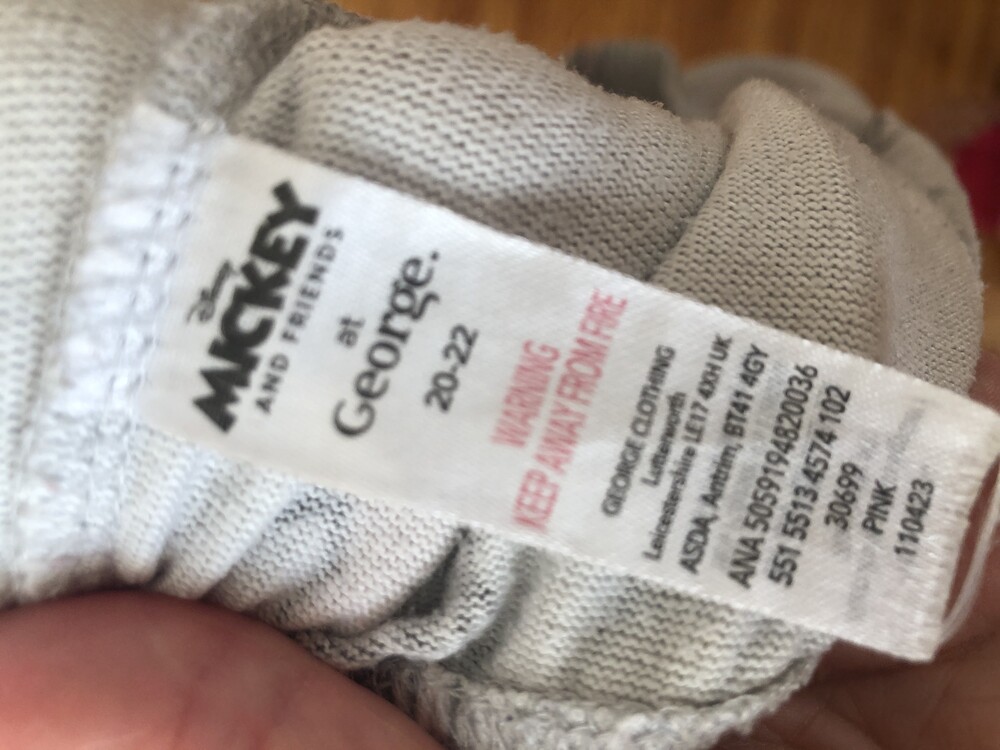 Disney
MICKEY
AND FRIENDS
at
George.
20-22
WARNING
KEEP AWAY FROM FIRE
GEORGE CLOTHING
Lutterworth
Leicestershire LE17 4XH UK
ASDA, Antrim, BT41 4GY
ANA 5059194820036
551 5513 4574 102
30699
PINK
110423